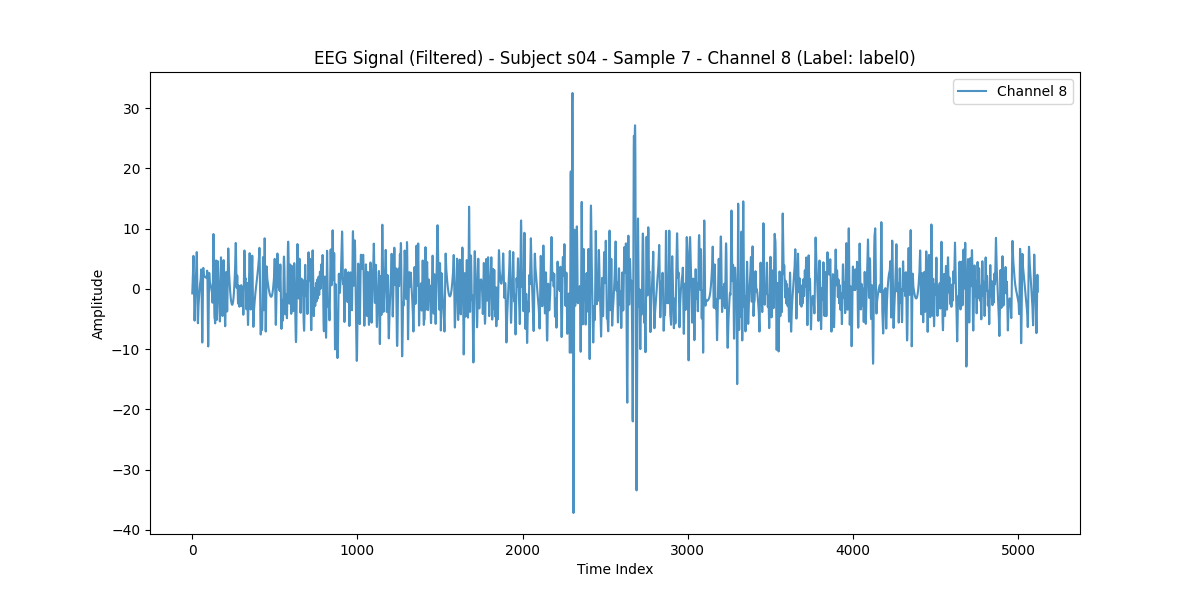 EEG Signal (Filtered) - Subject s04 - Sample 7 - Channel 8 (Label: label0)
Channel 8
30
20
10
0
−10
−20
−30
−40
Amplitude
0 1000 2000 3000 4000 5000
Time Index